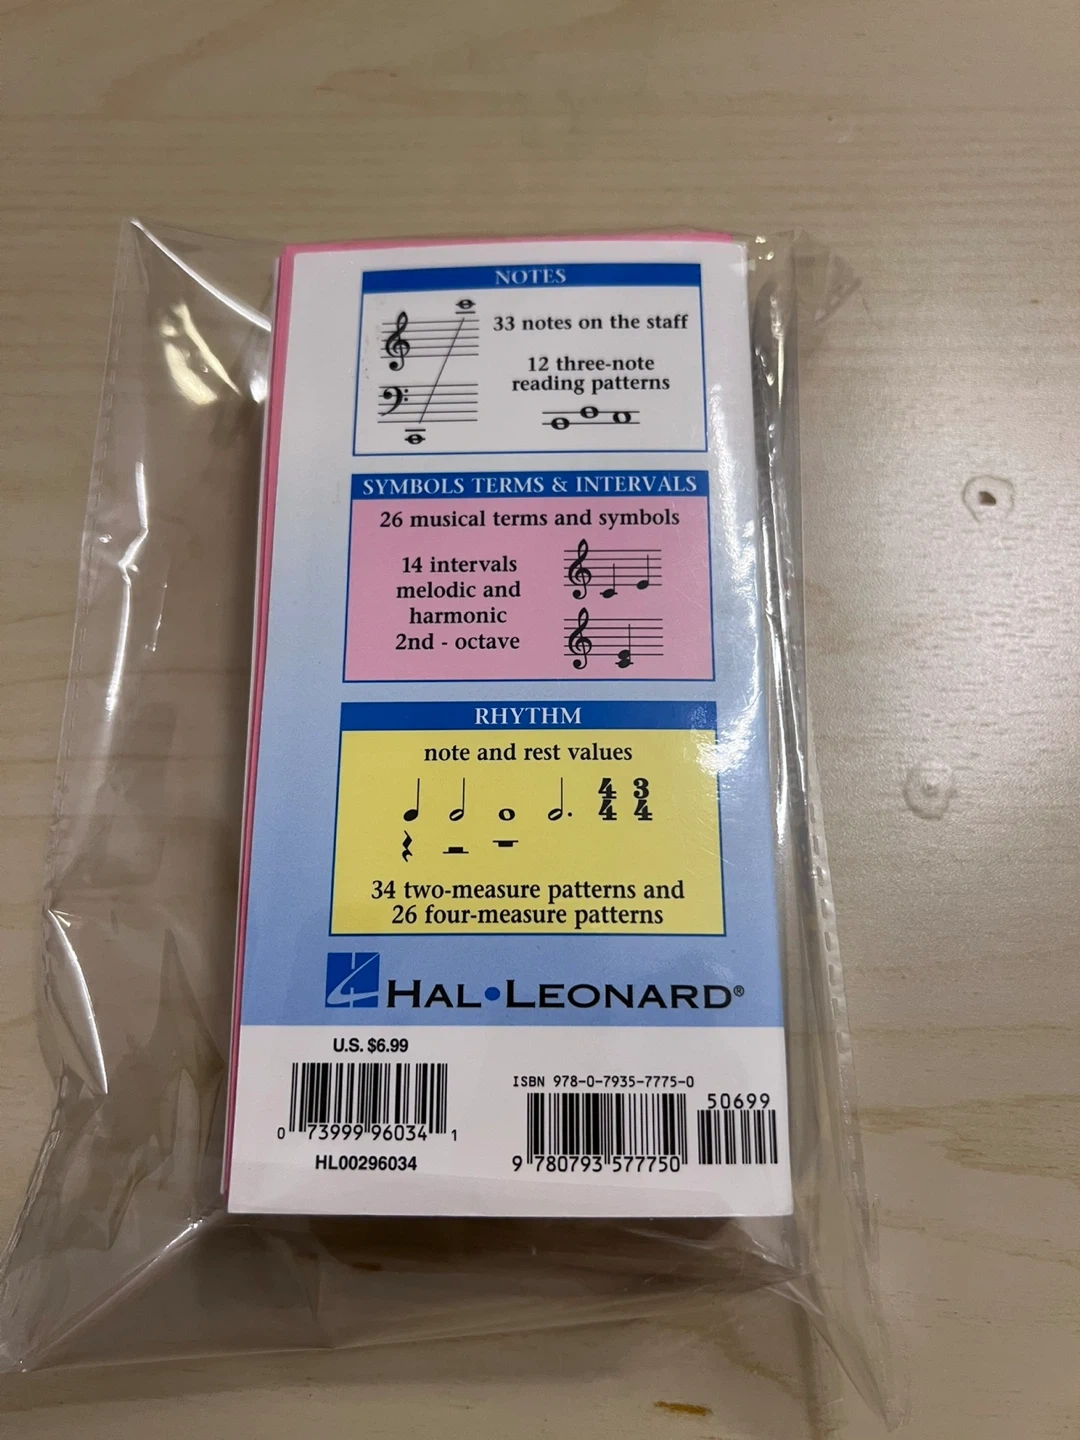 NOTES
33 notes on the staff
12 three-note
reading patterns
SYMBOLS TERMS & INTERVALS
26 musical terms and symbols
14 intervals
melodic and
harmonic
2nd - octave
RHYTHM
note and rest values
4 3
4 4
34 two-measure patterns and
26 four-measure patterns
HAL•LEONARD®
U.S. $6.99
0 73999 96034 1
HL00296034
ISBN 978-0-7935-7775-0
50699
9 780793 577750